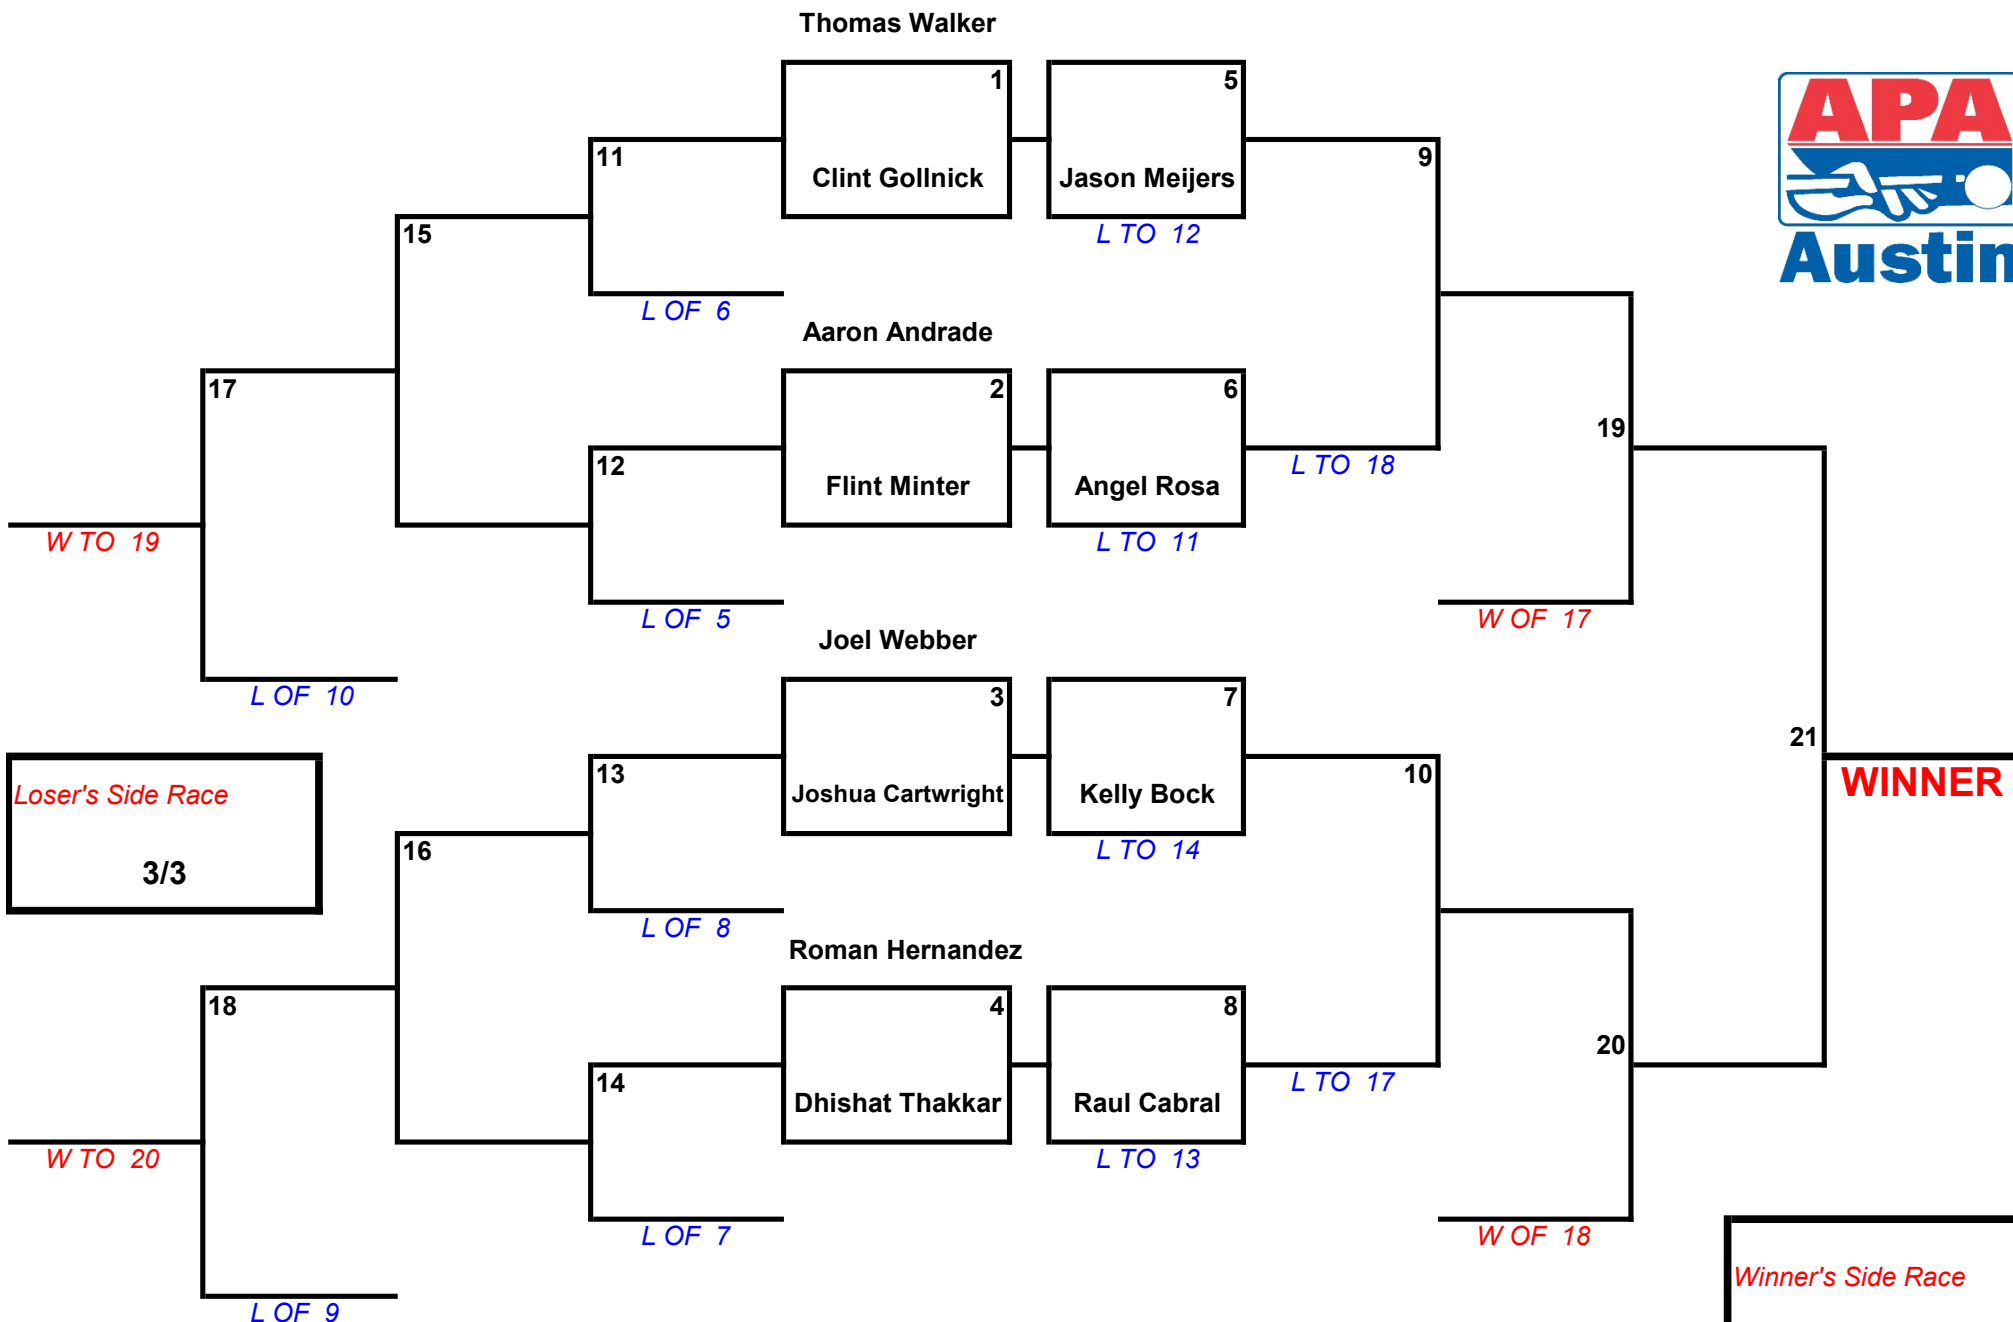 Thomas Walker
1
5
APA
11
Clint Gollnick
Jason Meijers
9
15
L TO 12
Austin
L OF 6
Aaron Andrade
17
2
6
19
12
L TO 18
Flint Minter
Angel Rosa
W TO 19
L TO 11
L OF 5
W OF 17
Joel Webber
L OF 10
3
7
21
13
10
WINNER
Loser's Side Race
Joshua Cartwright
Kelly Bock
16
L TO 14
3/3
L OF 8
Roman Hernandez
18
4
8
20
14
L TO 17
Dhishat Thakkar
Raul Cabral
W TO 20
L TO 13
L OF 7
W OF 18
Winner's Side Race
L OF 9